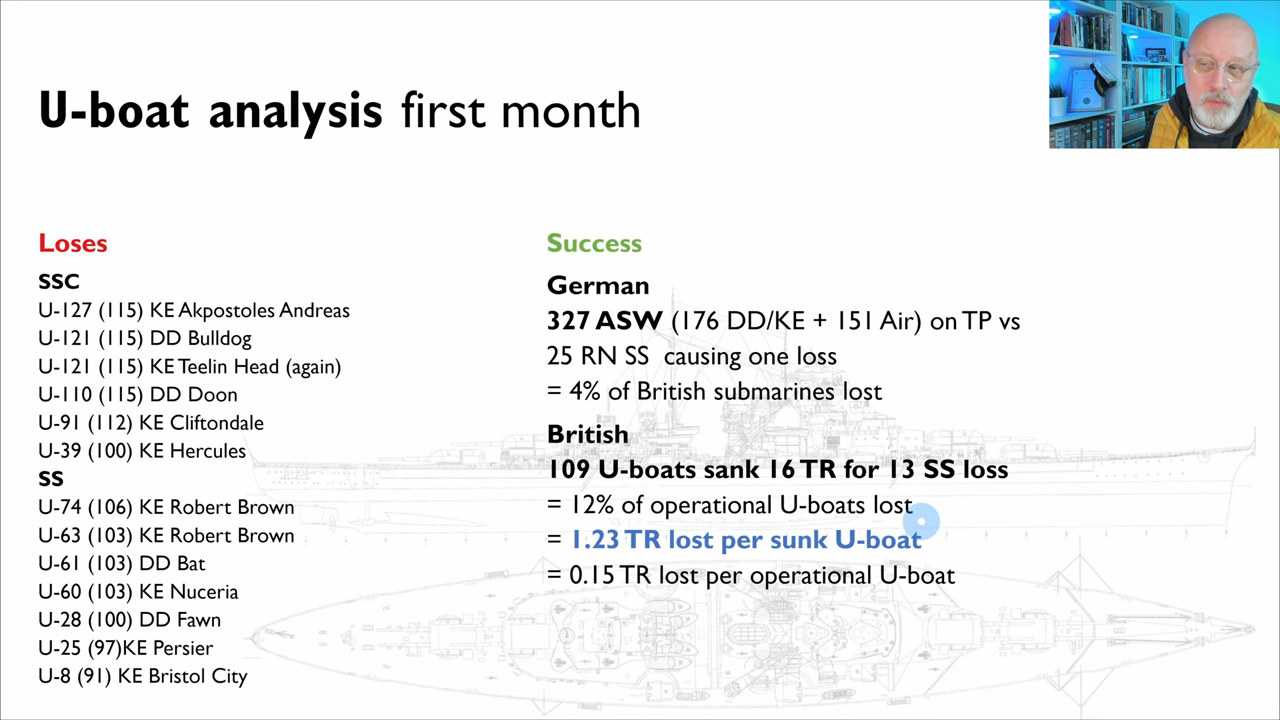 U-boat analysis first month
Loses
SSC
U-127 (115) KE Akpostoles Andreas
U-121 (115) DD Bulldog
U-121 (115) KE Teelin Head (again)
U-110 (115) DD Doon
U-91 (112) KE Cliftondale
U-39 (100) KE Hercules
SS
U-74 (106) KE Robert Brown
U-63 (103) KE Robert Brown
U-61 (103) DD Bat
U-60 (103) KE Nuceria
U-28 (100) DD Fawn
U-25 (97)KE Persier
U-8 (91) KE Bristol City
Success
German
327 ASW (176 DD/KE + 151 Air) on TP vs
25 RN SS causing one loss
= 4% of British submarines lost
British
109 U-boats sank 16 TR for 13 SS loss
= 12% of operational U-boats lost
= 1.23 TR lost per sunk U-boat
= 0.15 TR lost per operational U-boat